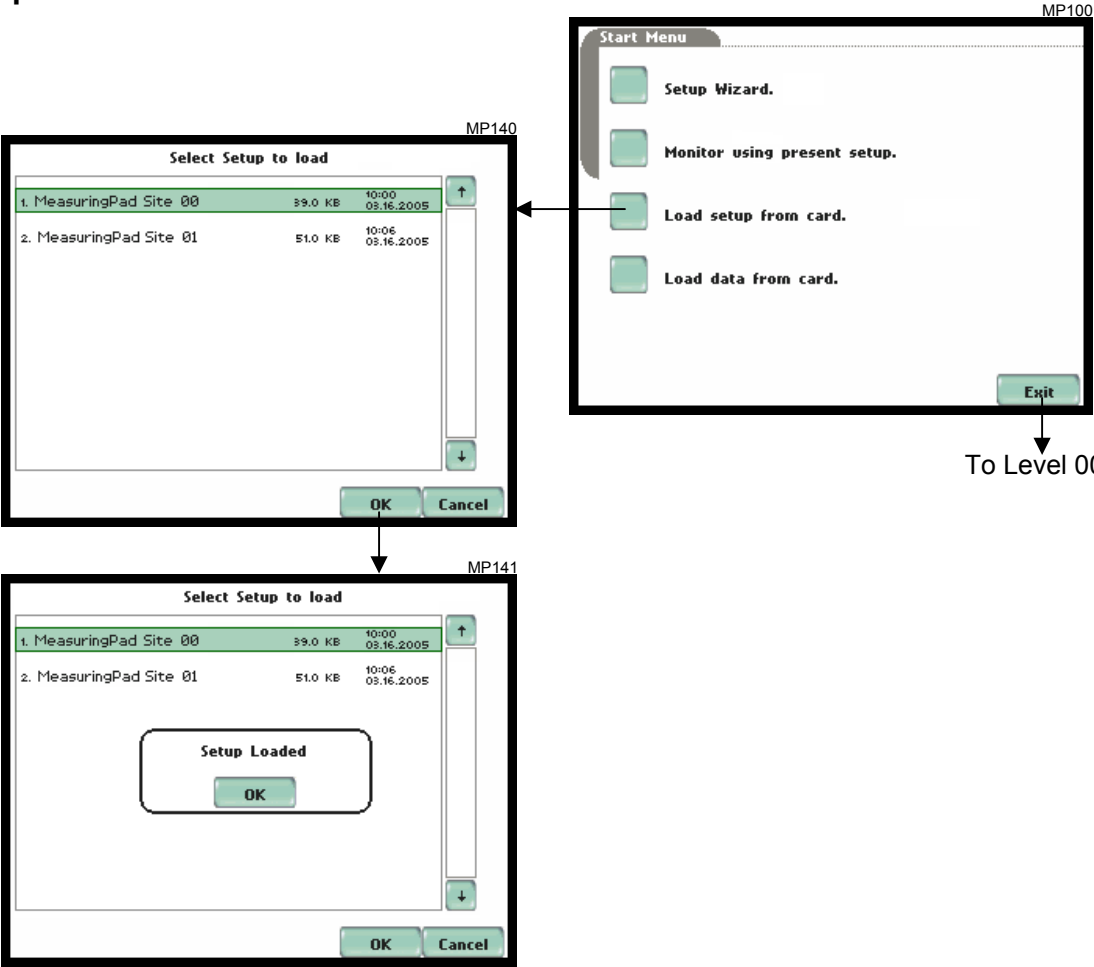 MP100
Start Menu
Setup Wizard.
Monitor using present setup.
Load setup from card.
Load data from card.
Exit
To Level 00
MP140
Select Setup to load
1. MeasuringPad Site 00 39.0 KB 10:00 03.16.2005
2. MeasuringPad Site 01 51.0 KB 10:06 03.16.2005
↑
↓
OK Cancel
MP141
Select Setup to load
1. MeasuringPad Site 00 39.0 KB 10:00 03.16.2005
2. MeasuringPad Site 01 51.0 KB 10:06 03.16.2005
↑
Setup Loaded
OK
↓
OK Cancel